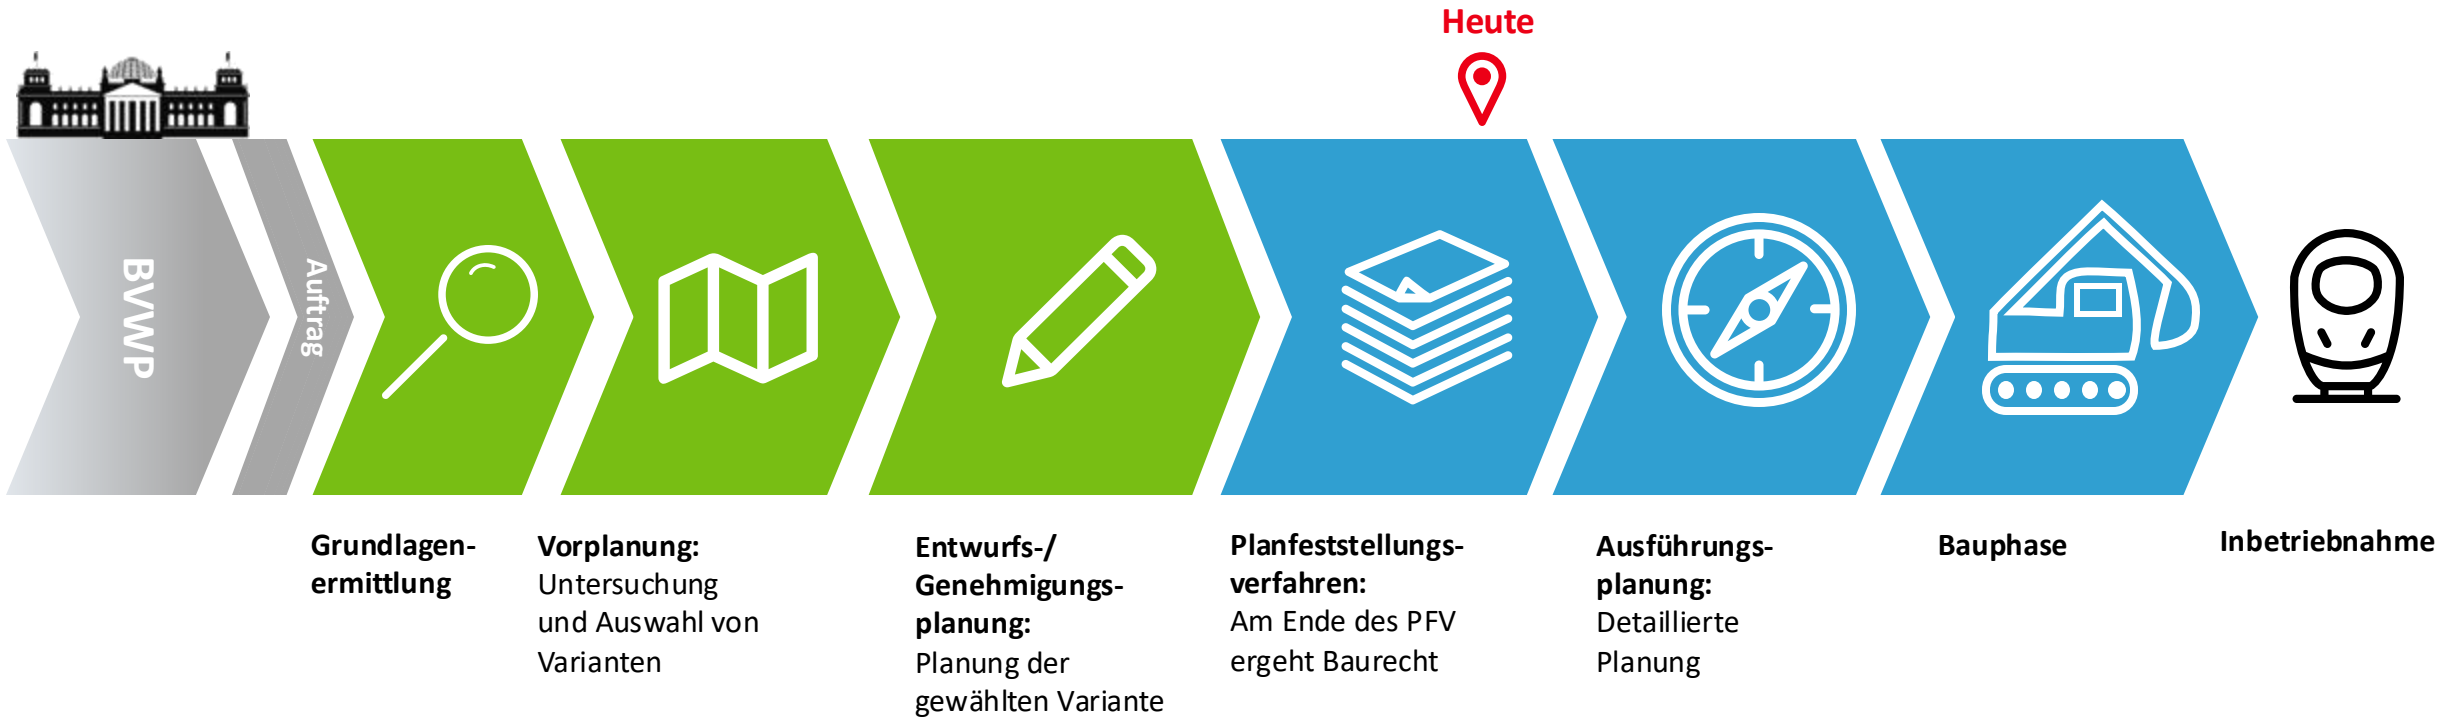 Heute
BVWP
Auftrag
Grundlagen-
ermittlung
Vorplanung:
Untersuchung
und Auswahl von
Varianten
Entwurfs-/
Genehmigungs-
planung:
Planung der
gewählten Variante
Planfeststellungs-
verfahren:
Am Ende des PFV
ergeht Baurecht
Ausführungs-
planung:
Detaillierte
Planung
Bauphase
Inbetriebnahme